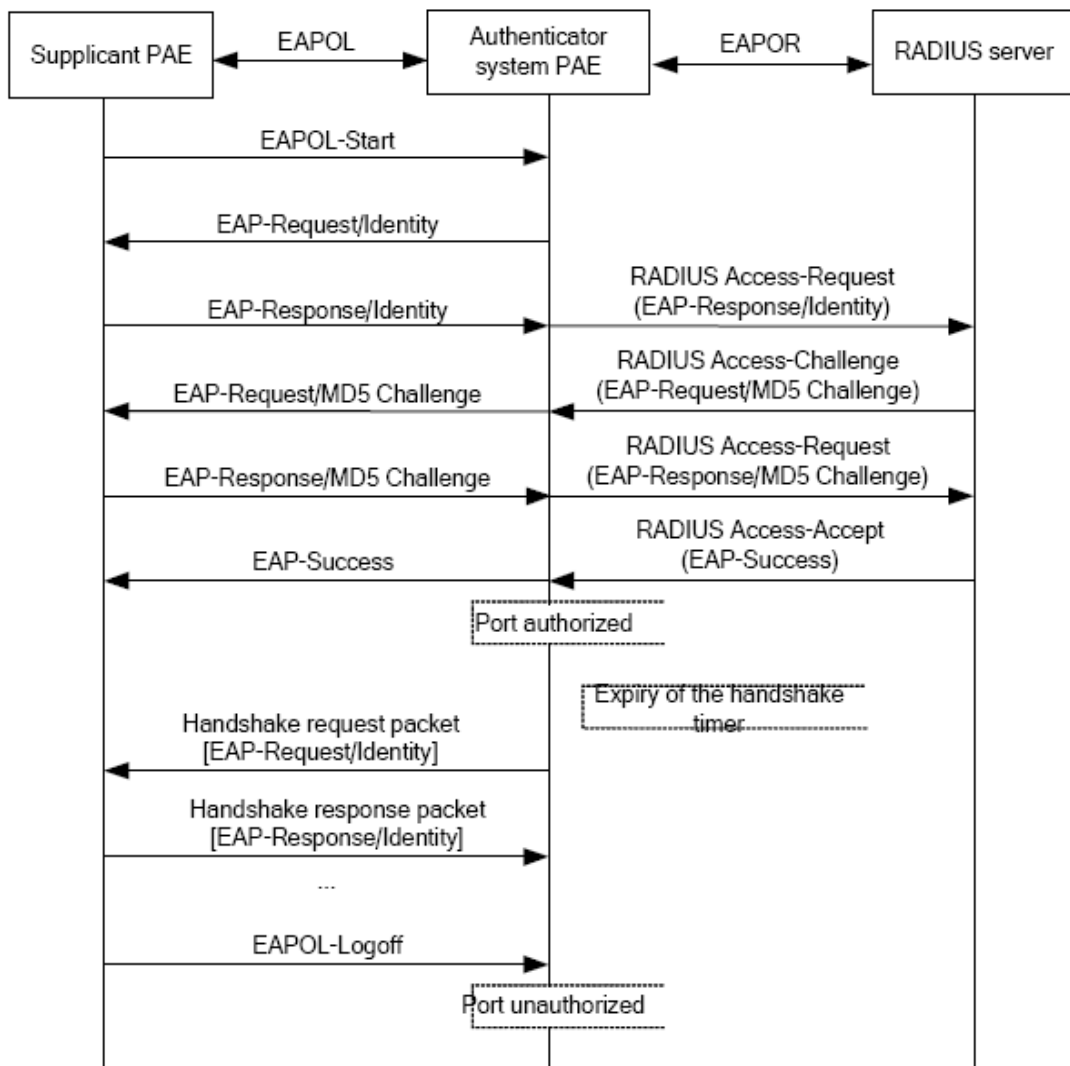 Supplicant PAE
EAPOL
Authenticator
system PAE
EAPOR
RADIUS server
EAPOL-Start
EAP-Request/Identity
EAP-Response/Identity
RADIUS Access-Request
(EAP-Response/Identity)
EAP-Request/MD5 Challenge
RADIUS Access-Challenge
(EAP-Request/MD5 Challenge)
EAP-Response/MD5 Challenge
RADIUS Access-Request
(EAP-Response/MD5 Challenge)
EAP-Success
RADIUS Access-Accept
(EAP-Success)
Port authorized
Expiry of the handshake
timer
Handshake request packet
[EAP-Request/Identity]
Handshake response packet
[EAP-Response/Identity]
...
EAPOL-Logoff
Port unauthorized